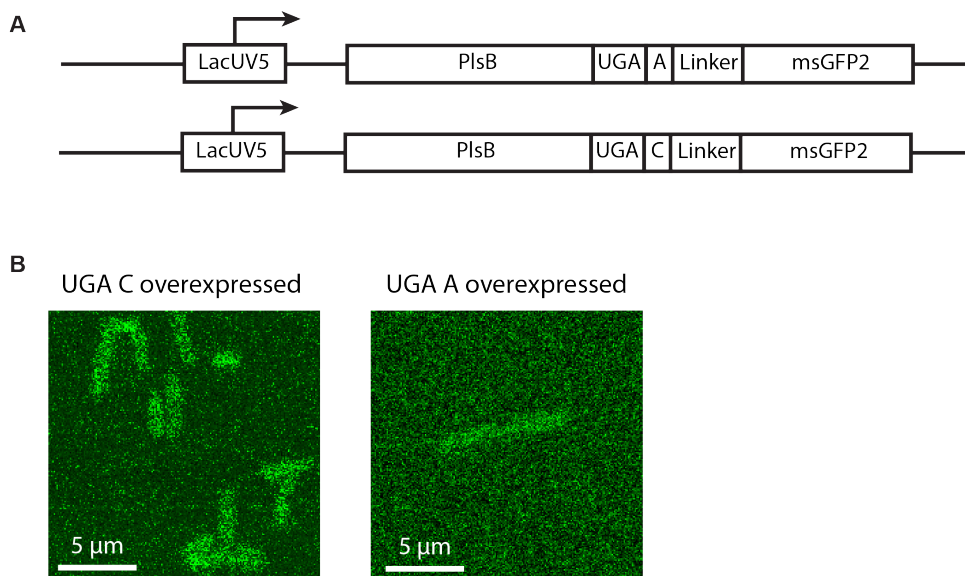 A
LacUV5 PlsB UGA A Linker msGFP2
LacUV5 PlsB UGA C Linker msGFP2
B
UGA C overexpressed UGA A overexpressed
5 μm 5 μm